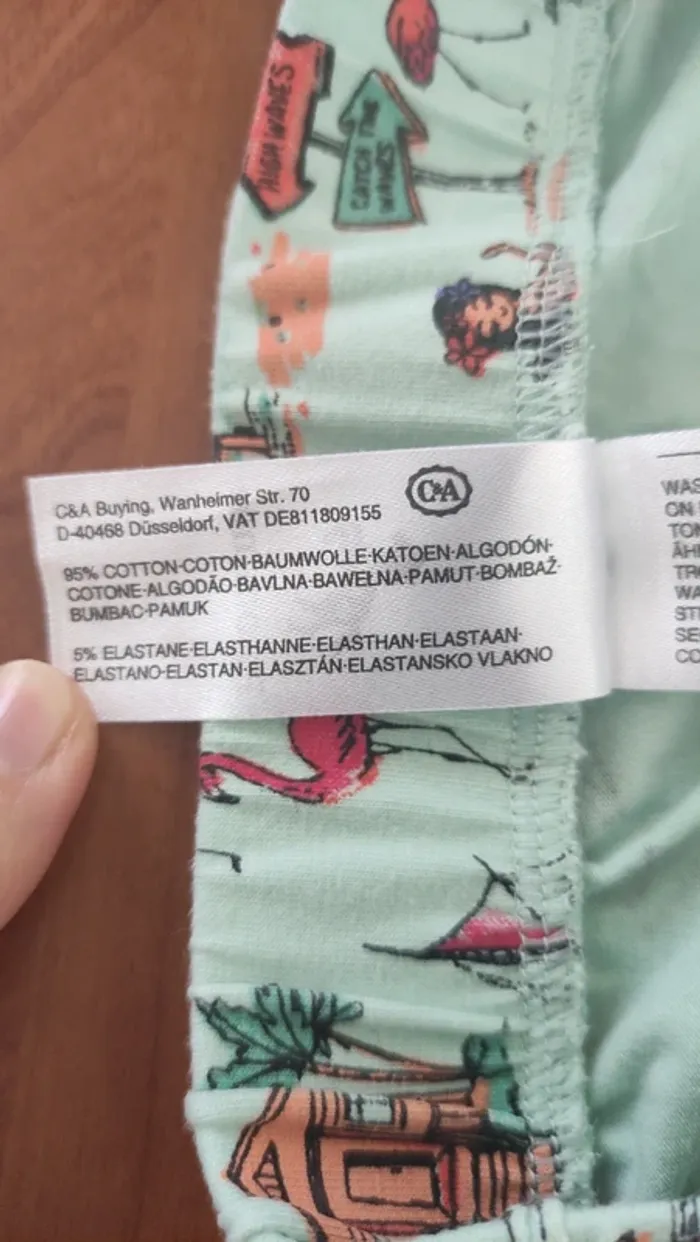 HIGH WAVES
CATCH THE
WAVES
C&A Buying, Wanheimer Str. 70
D-40468 Düsseldorf, VAT DE811809155
C&A
95% COTTON·COTON·BAUMWOLLE·KATOEN·ALGODÓN·
COTONE·ALGODÃO·BAVLNA·BAWEŁNA·PAMUT·BOMBAŽ·
BUMBAC·PAMUK
5% ELASTANE·ELASTHANNE·ELASTHAN·ELASTAAN·
ELASTANO·ELASTAN·ELASZTÁN·ELASTANSKO VLAKNO